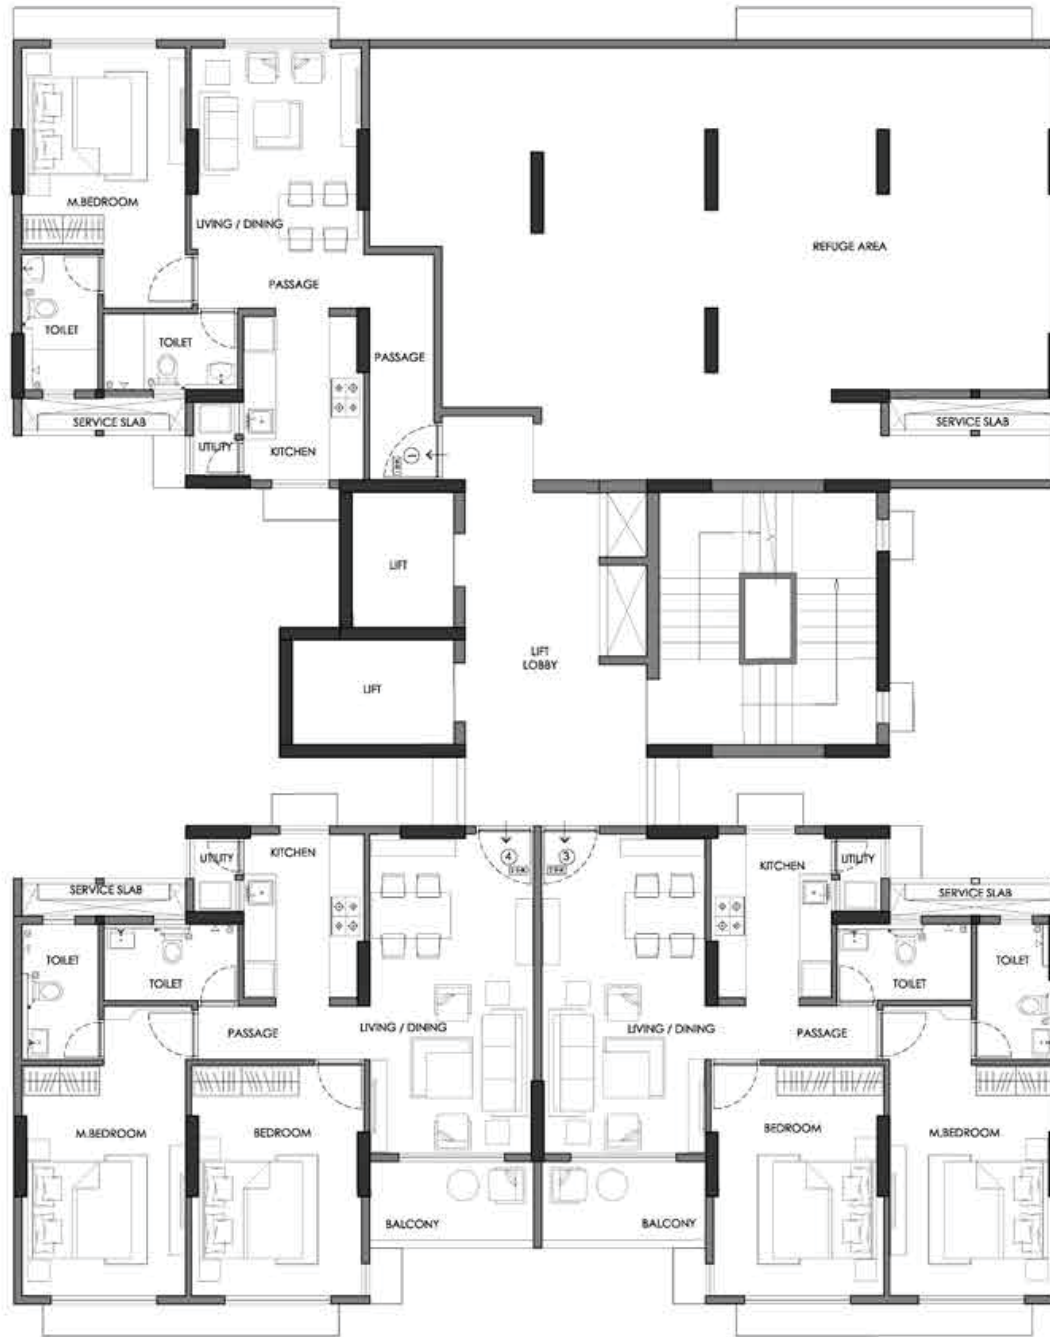 M.BEDROOM
LIVING / DINING
REFUGE AREA
PASSAGE
TOILET
TOILET
PASSAGE
SERVICE SLAB
UTILITY
KITCHEN
1
SERVICE SLAB
LIFT
LIFT
LOBBY
LIFT
UTILITY
KITCHEN
4
3
KITCHEN
UTILITY
SERVICE SLAB
SERVICE SLAB
TOILET
TOILET
TOILET
TOILET
PASSAGE
LIVING / DINING
LIVING / DINING
PASSAGE
M.BEDROOM
BEDROOM
BEDROOM
M.BEDROOM
BALCONY
BALCONY